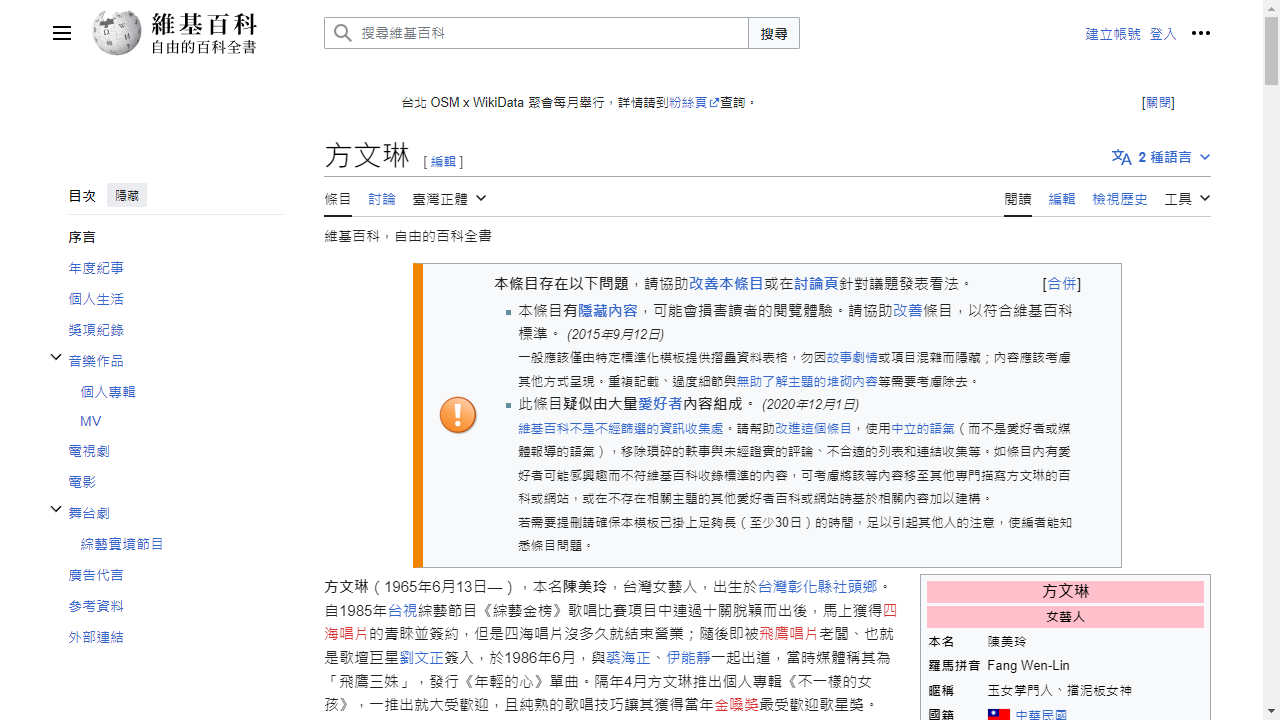 維基百科
自由的百科全書
搜尋維基百科
搜尋
建立帳號 登入
台北 OSM x WikiData 聚會每月舉行，詳情請到粉絲頁查詢。
[關閉]
方文琳 [編輯]
2 種語言
目次 隱藏
條目 討論 臺灣正體
閱讀 編輯 檢視歷史 工具
維基百科，自由的百科全書
序言
年度紀事
個人生活
獎項紀錄
音樂作品
個人專輯
MV
電視劇
電影
舞台劇
綜藝實境節目
廣告代言
參考資料
外部連結
本條目存在以下問題，請協助改善本條目或在討論頁針對議題發表看法。 [合併]
本條目有隱藏內容，可能會損害讀者的閱覽體驗。請協助改善條目，以符合維基百科
標準。 (2015年9月12日)
一般應該僅由特定標準化模板提供摺疊資料表格，勿因故事劇情或項目混雜而隱藏；內容應該考慮
其他方式呈現．重複記載、過度細節與無助了解主題的堆砌內容等需要考慮除去。
此條目疑似由大量愛好者內容組成。 (2020年12月1日)
維基百科不是不經篩選的資訊收集處。請幫助改進這個條目，使用中立的語氣（而不是愛好者或媒
體報導的語氣），移除瑣碎的軼事與未經證實的評論、不合適的列表和連結收集等。如條目內有愛
好者可能感興趣而不符維基百科收錄標準的內容，可考慮將該等內容移至其他專門描寫方文琳的百
科或網站，或在不存在相關主題的其他愛好者百科或網站時基於相關內容加以建構。
若需要提刪請確保本模板已掛上足夠長（至少30日）的時間，足以引起其他人的注意，使編者能知
悉條目問題。
方文琳（1965年6月13日—），本名陳美玲，台灣女藝人，出生於台灣彰化縣社頭鄉。
自1985年台視綜藝節目《綜藝金榜》歌唱比賽項目中連過十關脫穎而出後，馬上獲得四
海唱片的青睞並簽約，但是四海唱片沒多久就結束營業；隨後即被飛鷹唱片老闆、也就
是歌壇巨星劉文正簽入，於1986年6月，與裘海正、伊能靜一起出道，當時媒體稱其為
「飛鷹三姝」，發行《年輕的心》單曲。隔年4月方文琳推出個人專輯《不一樣的女
孩》，一推出就大受歡迎，且純熟的歌唱技巧讓其獲得當年金嗓獎最受歡迎歌星獎。
方文琳
女藝人
本名 陳美玲
羅馬拼音 Fang Wen-Lin
暱稱 玉女掌門人、擋泥板女神
國籍 中華民國